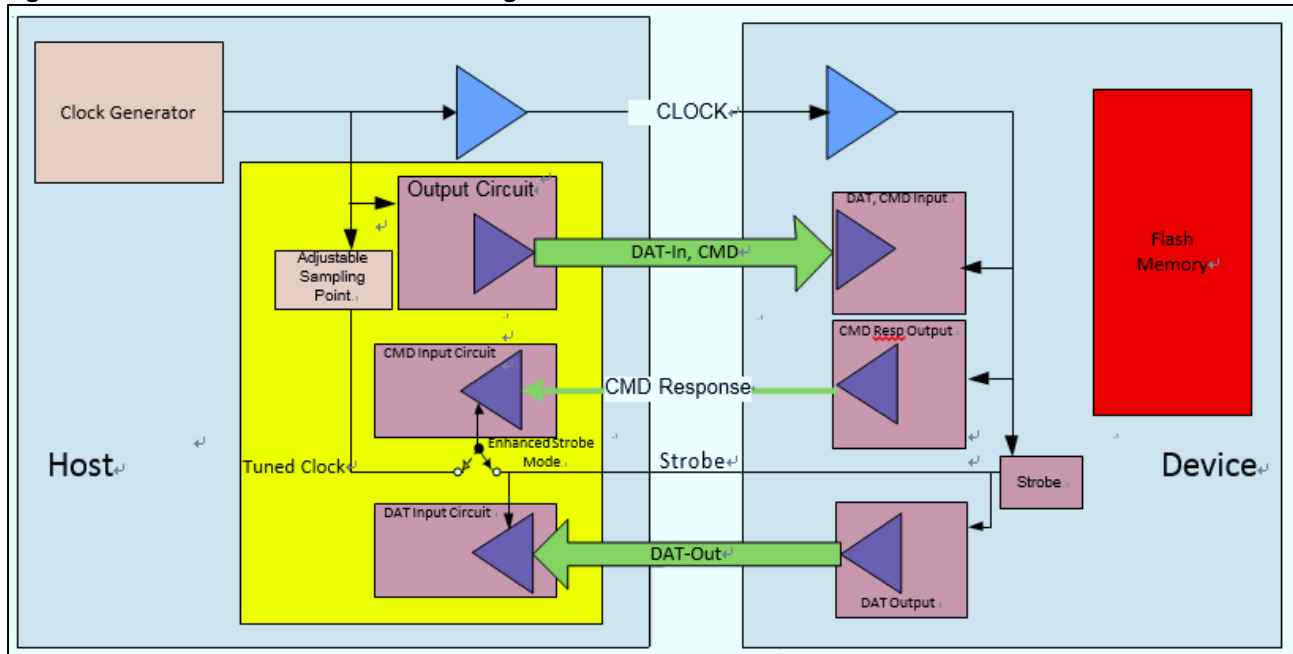 Clock Generator
CLOCK
Output Circuit
DAT, CMD Input
Adjustable
Sampling
Point.
DAT-In, CMD
Flash
Memory
CMD Input Circuit
CMD Resp Output
CMD Response
Enhanced Strobe
Mode
Host
Tuned Clock
Strobe
Strobe
Device
DAT Input Circuit
DAT-Out
DAT Output